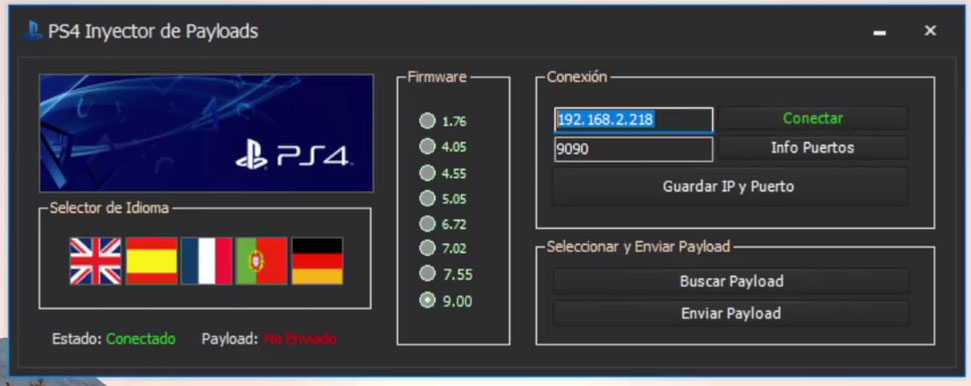 PS4 Inyector de Payloads
PS4
Selector de Idioma
Estado: Conectado Payload: No Enviado
Firmware
1.76
4.05
4.55
5.05
6.72
7.02
7.55
9.00
Conexión
192.168.2.218
Conectar
9090
Info Puertos
Guardar IP y Puerto
Seleccionar y Enviar Payload
Buscar Payload
Enviar Payload